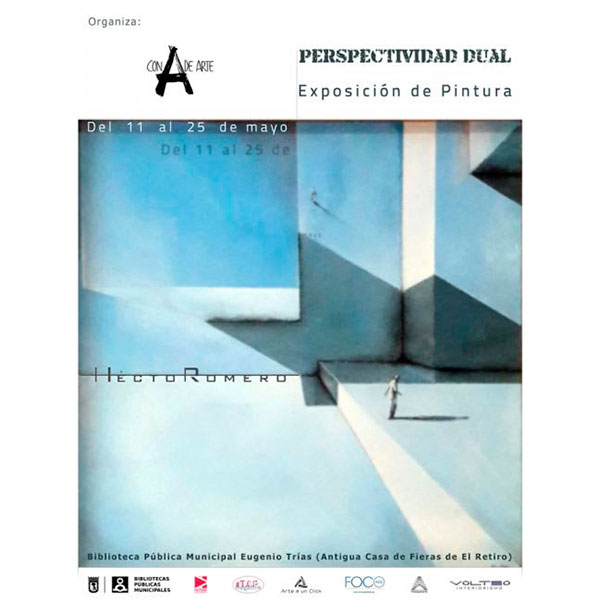 Organiza:
CON A DE ARTE
PERSPECTIVIDAD DUAL
Exposición de Pintura
Del 11 al 25 de mayo
Del 11 al 25 de
HéctoRomero
Biblioteca Pública Municipal Eugenio Trías (Antigua Casa de Fieras de El Retiro)
BIBLIOTECAS
PÚBLICAS
MUNICIPALES
Arte a un Click
FOCO
VOLTEO
INTERIORISMO